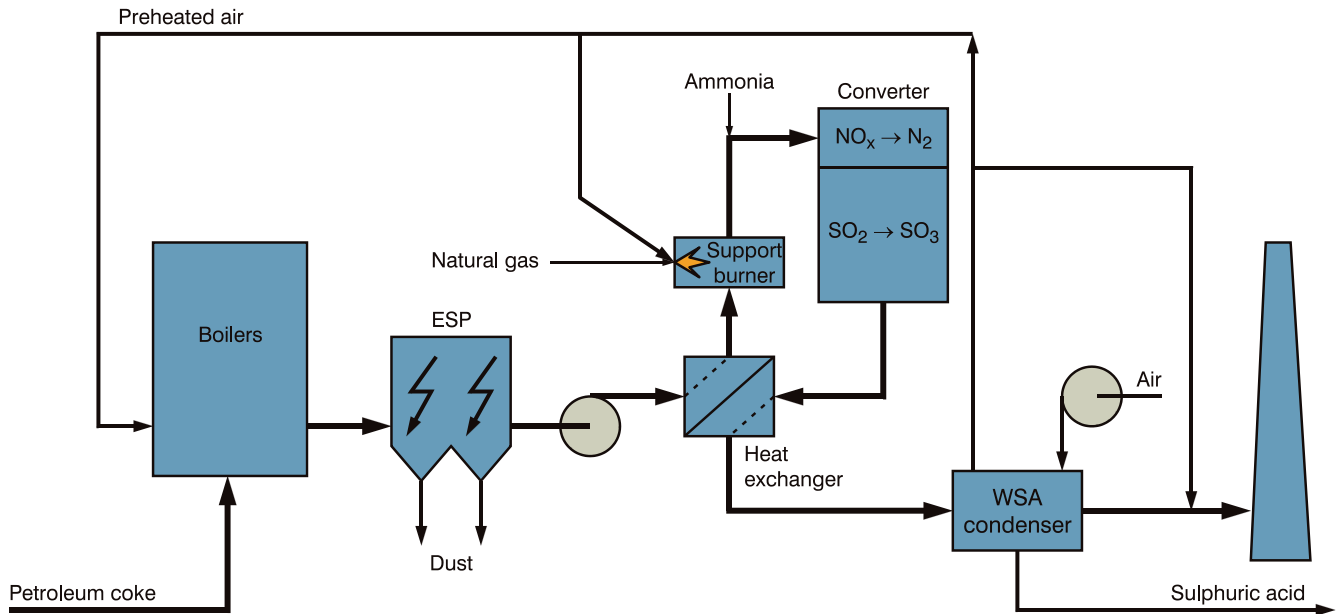 Preheated air
Ammonia
Converter
NOₓ → N₂
SO₂ → SO₃
Natural gas
Support
burner
ESP
Boilers
Air
Heat
exchanger
WSA
condenser
Dust
Petroleum coke
Sulphuric acid